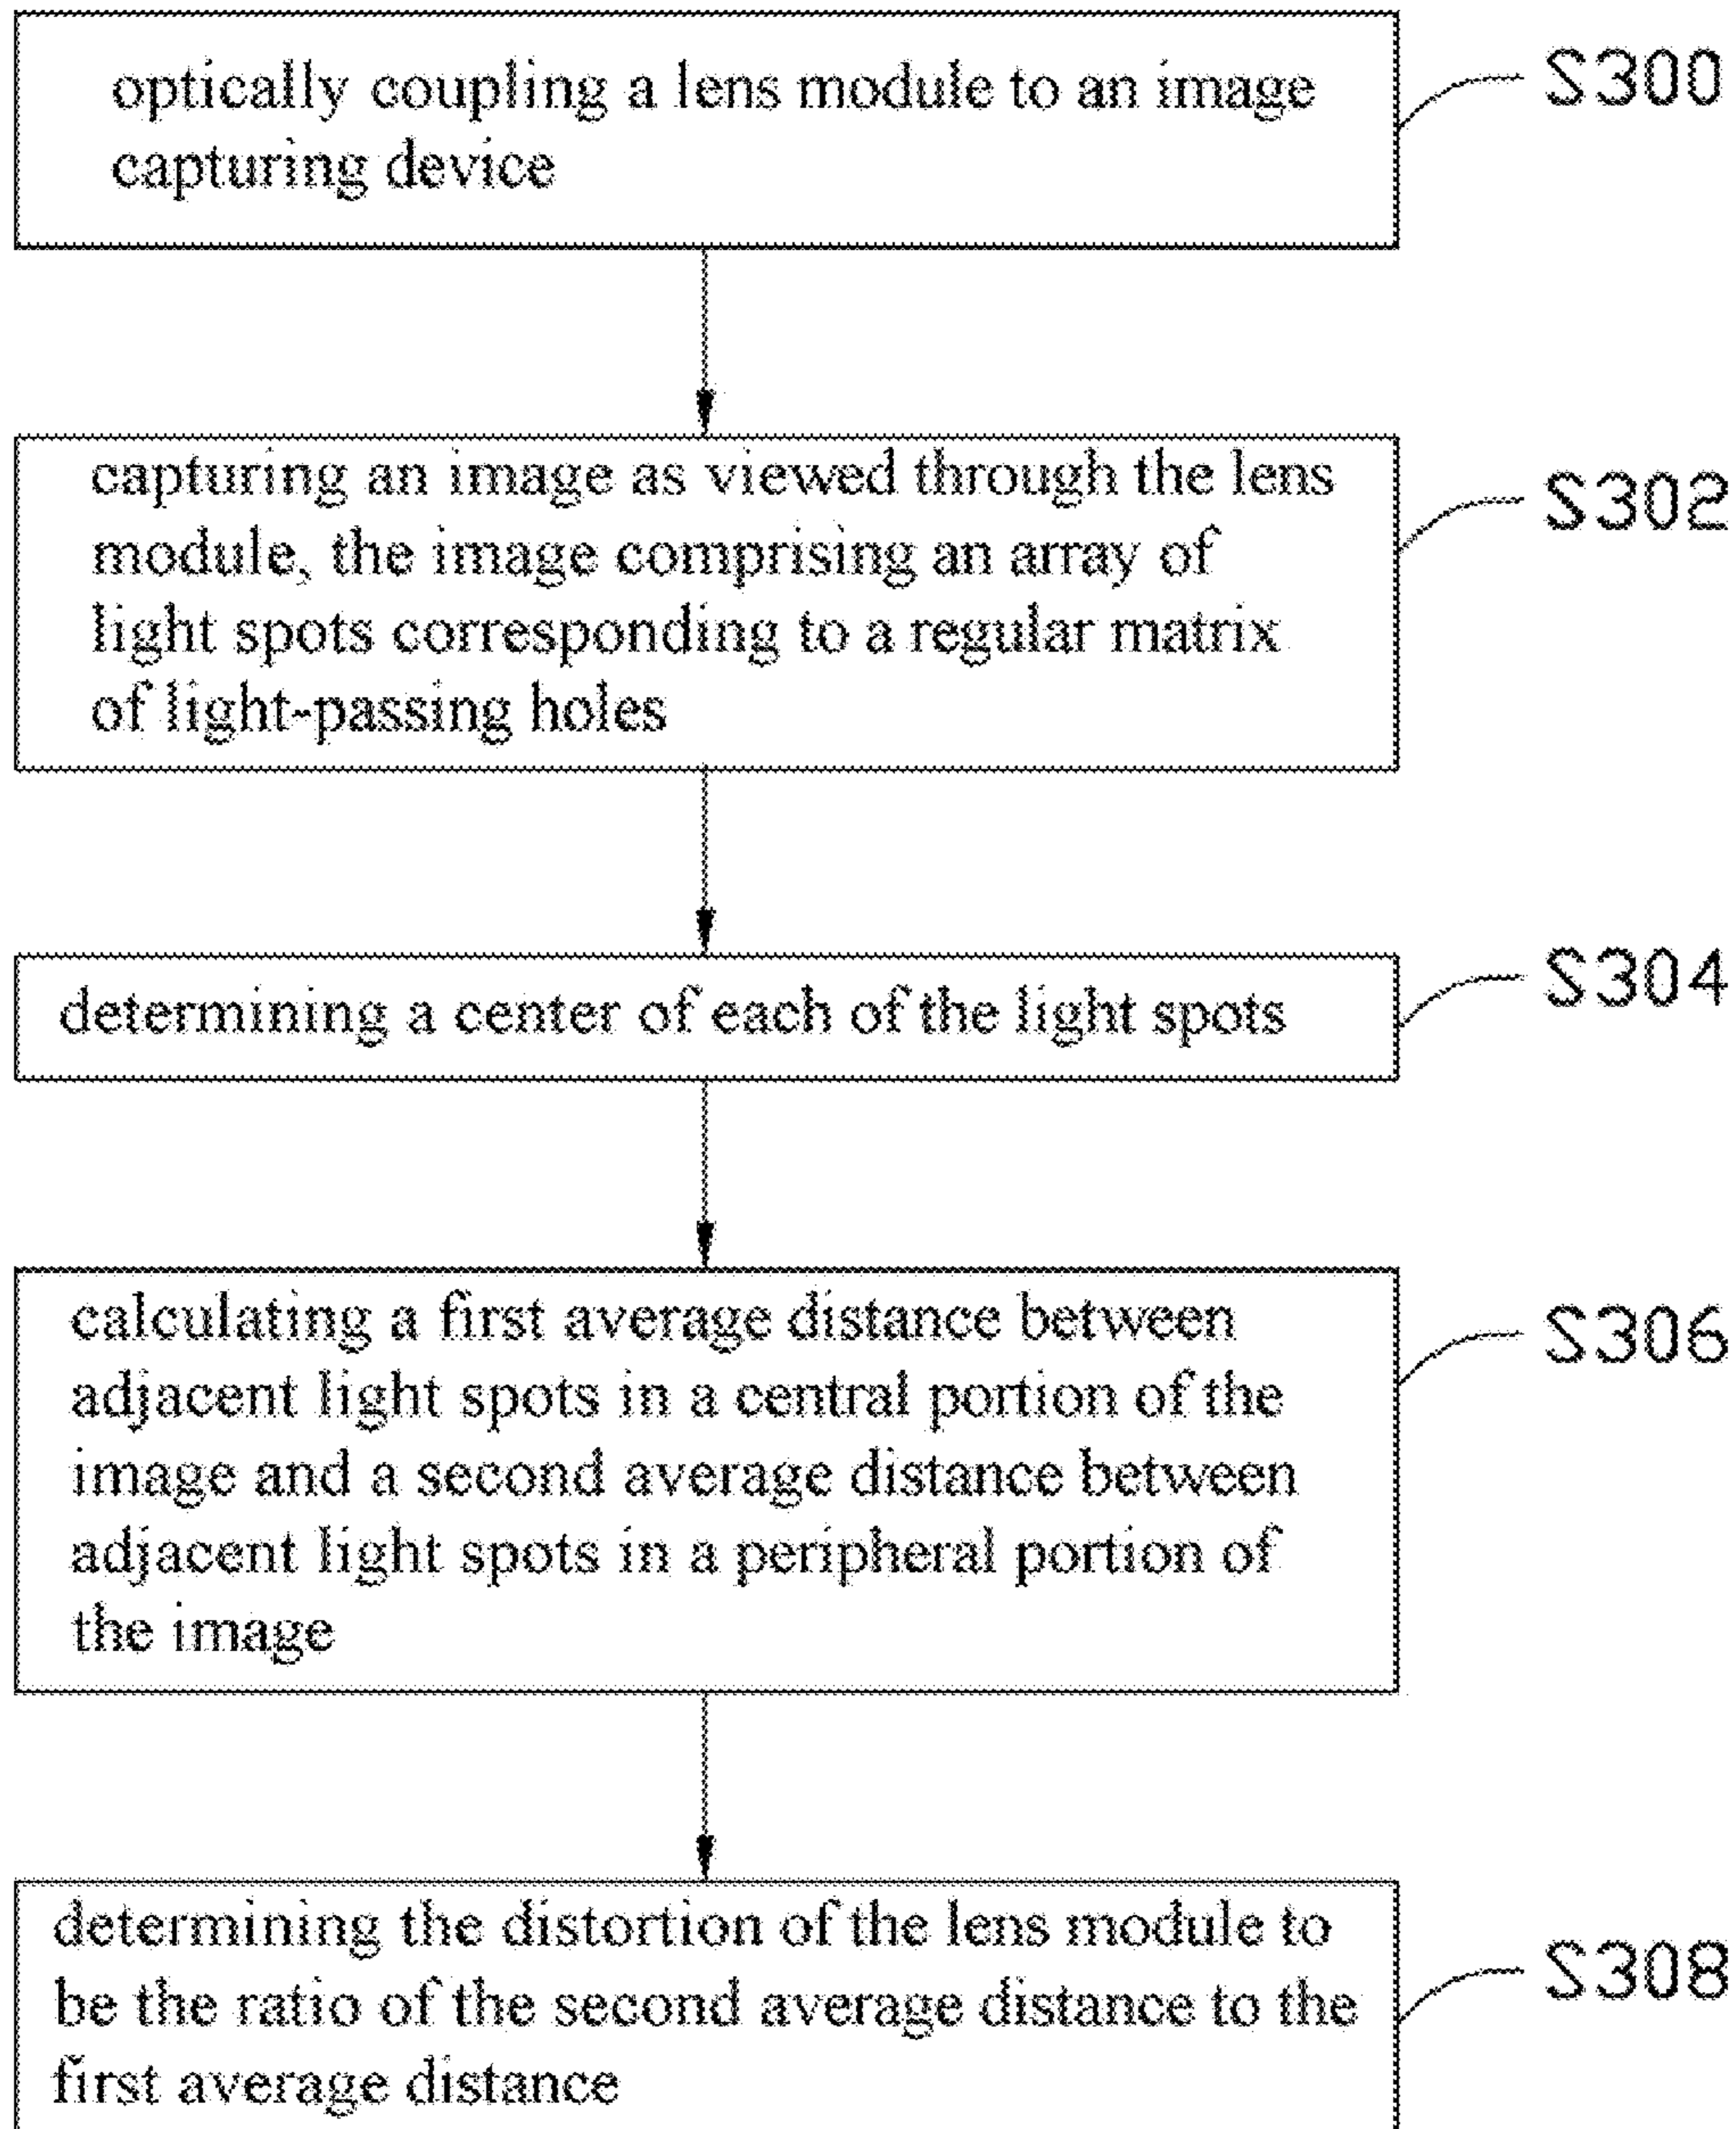 optically coupling a lens module to an image
capturing device
S300
capturing an image as viewed through the lens
module, the image comprising an array of
light spots corresponding to a regular matrix
of light-passing holes
S302
determining a center of each of the light spots
S304
calculating a first average distance between
adjacent light spots in a central portion of the
image and a second average distance between
adjacent light spots in a peripheral portion of
the image
S306
determining the distortion of the lens module to
be the ratio of the second average distance to the
first average distance
S308